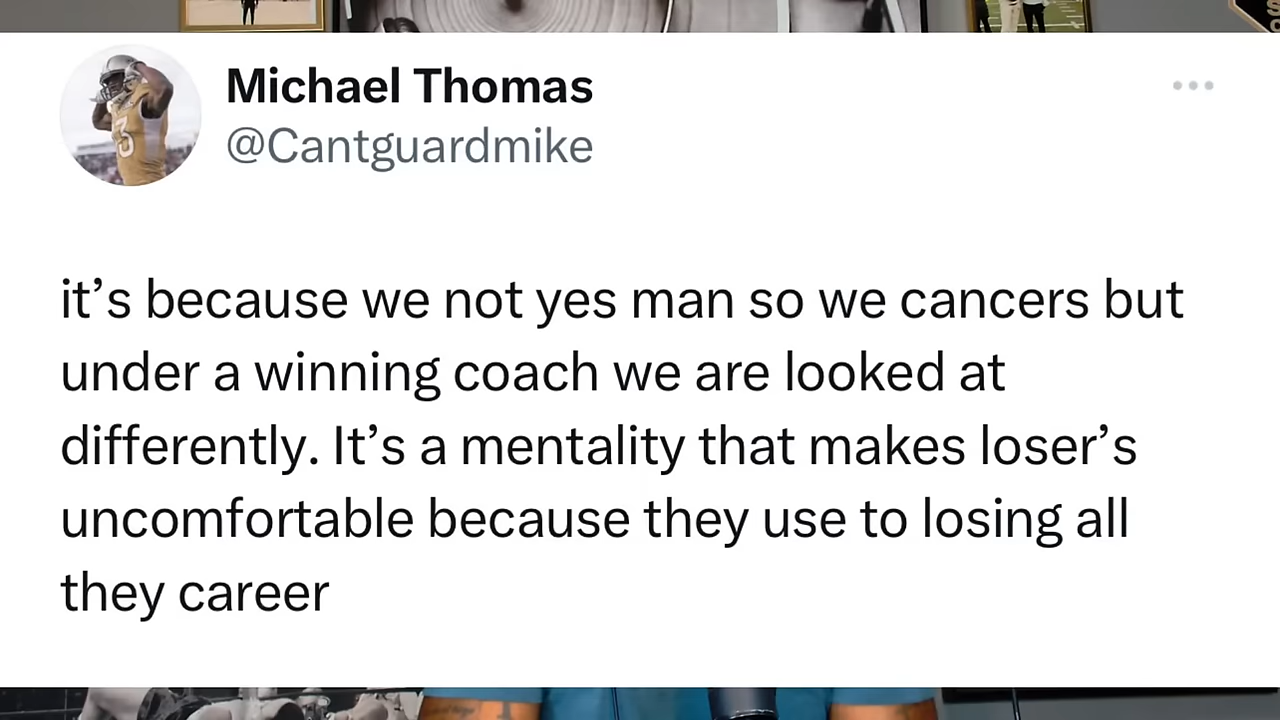 Michael Thomas
@Cantguardmike
it’s because we not yes man so we cancers but
under a winning coach we are looked at
differently. It’s a mentality that makes loser’s
uncomfortable because they use to losing all
they career